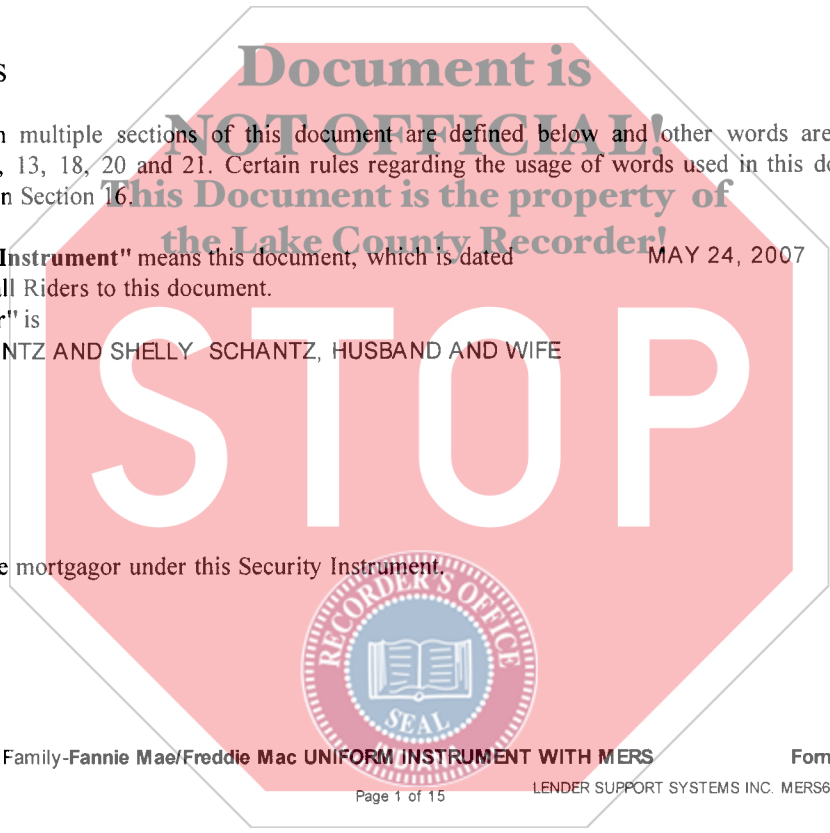 Document is
NOT OFFICIAL!
multiple sections of this document are defined below and other words are
, 13, 18, 20 and 21. Certain rules regarding the usage of words used in this do
n Section 16.
This Document is the property of
the Lake County Recorder!
Instrument" means this document, which is dated MAY 24, 2007
all Riders to this document.
r" is
NTZ AND SHELLY SCHANTZ, HUSBAND AND WIFE
STOP
e mortgagor under this Security Instrument.
RECORDER'S OFFICE
SEAL
INDIANA
Family-Fannie Mae/Freddie Mac UNIFORM INSTRUMENT WITH MERS Form
Page 1 of 15 LENDER SUPPORT SYSTEMS INC. MERS6